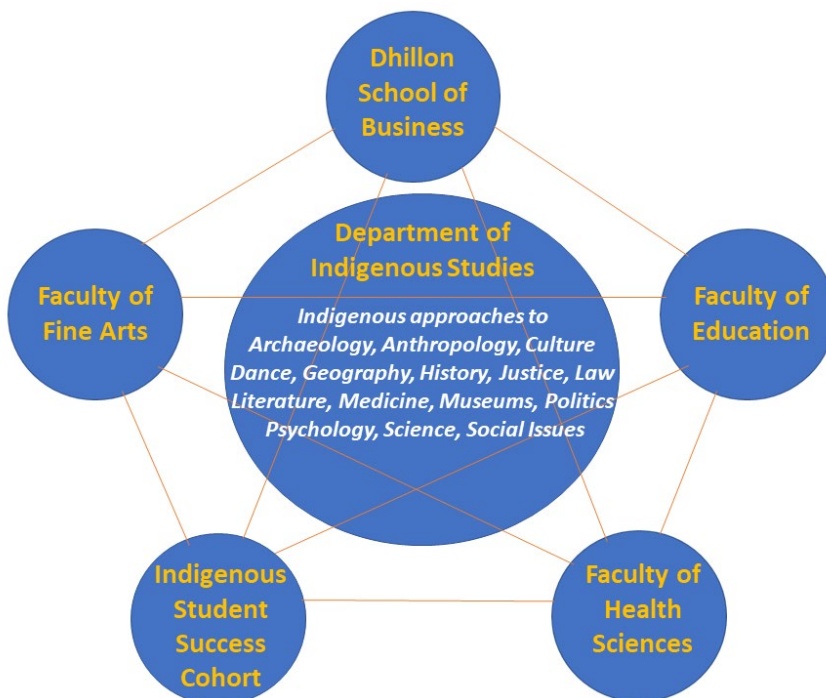 Dhillon
School of
Business
Department of
Indigenous Studies
Indigenous approaches to
Archaeology, Anthropology, Culture
Dance, Geography, History, Justice, Law
Literature, Medicine, Museums, Politics
Psychology, Science, Social Issues
Faculty of
Fine Arts
Faculty of
Education
Indigenous
Student
Success
Cohort
Faculty of
Health
Sciences